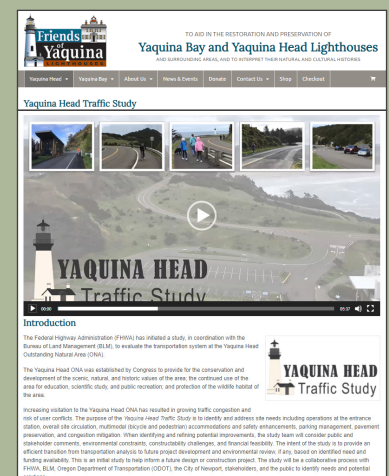 Friends
of
Yaquina
LIGHTHOUSES
TO AID IN THE RESTORATION AND PRESERVATION OF
Yaquina Bay and Yaquina Head Lighthouses
AND SURROUNDING AREAS, AND TO INTERPRET THEIR NATURAL AND CULTURAL HISTORIES
Yaquina Head Yaquina Bay About Us News & Events Donate Contact Us Shop Checkout
Yaquina Head Traffic Study
YAQUINA HEAD
Traffic Study
00:00 05:37
Introduction
The Federal Highway Administration (FHWA) has initiated a study, in coordination with the
Bureau of Land Management (BLM), to evaluate the transportation system at the Yaquina Head
Outstanding Natural Area (ONA).
YAQUINA HEAD
Traffic Study
The Yaquina Head ONA was established by Congress to provide for the conservation and
development of the scenic, natural, and historic values of the area; the continued use of the
area for education, scientific study, and public recreation; and protection of the wildlife habitat of
the area.
Increasing visitation to the Yaquina Head ONA has resulted in growing traffic congestion and
risk of user conflicts. The purpose of the Yaquina Head Traffic Study is to identify and address site needs including operations at the entrance
station, overall site circulation, multimodal (bicycle and pedestrian) accommodations and safety enhancements, parking management, pavement
preservation, and congestion mitigation. When identifying and refining potential improvements, the study team will consider public and
stakeholder comments, environmental constraints, constructability challenges, and financial feasibility. The intent of the study is to provide an
efficient transition from transportation analysis to future project development and environmental review, if any, based on identified need and
funding availability. This is an initial study to help inform a future design or construction project. The study will be a collaborative process with
FHWA, BLM, Oregon Department of Transportation (ODOT), the City of Newport, stakeholders, and the public to identify needs and potential